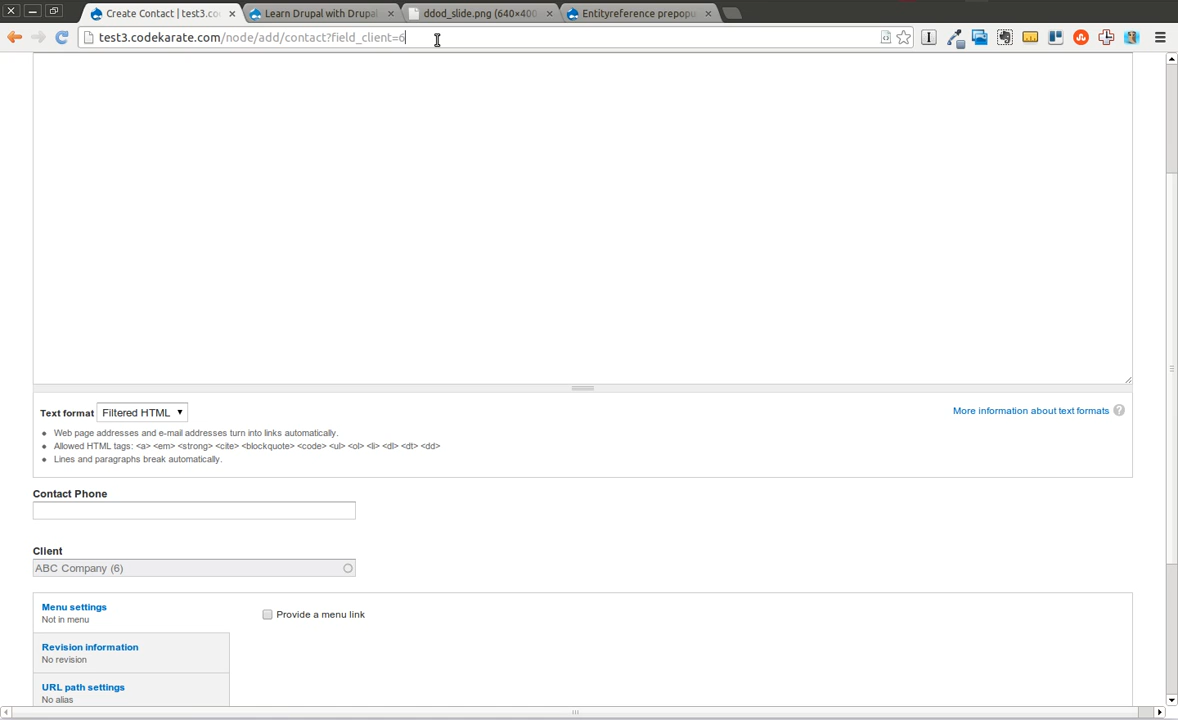 Create Contact | test3.co
Learn Drupal with Drupal
ddod_slide.png (640×400
Entityreference prepopu
test3.codekarate.com/node/add/contact?field_client=6
Text format Filtered HTML
More information about text formats ?
Web page addresses and e-mail addresses turn into links automatically.
Allowed HTML tags: <a> <em> <strong> <cite> <blockquote> <code> <ul> <ol> <li> <dl> <dt> <dd>
Lines and paragraphs break automatically.
Contact Phone
Client
ABC Company (6)
Menu settings
Not in menu
Provide a menu link
Revision information
No revision
URL path settings
No alias